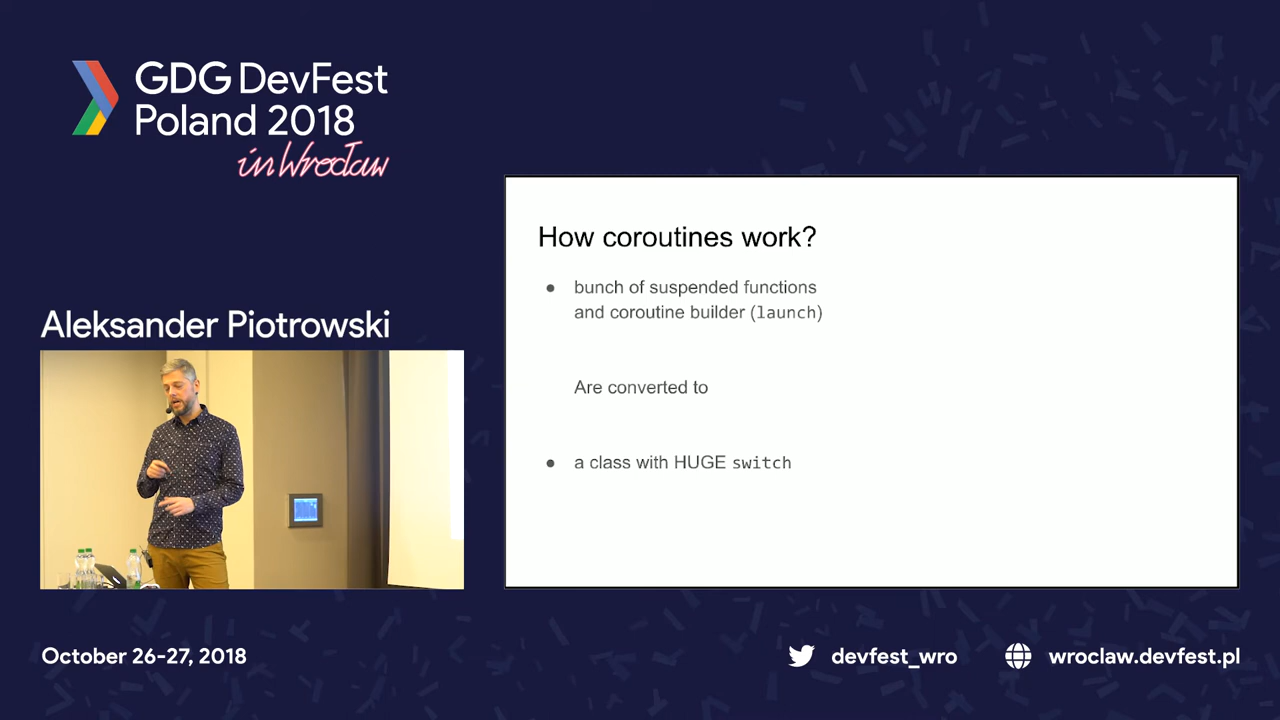 GDG DevFest
Poland 2018
in Wrocław
Aleksander Piotrowski
How coroutines work?
● bunch of suspended functions
and coroutine builder (launch)
Are converted to
● a class with HUGE switch
October 26-27, 2018
devfest_wro
wroclaw.devfest.pl